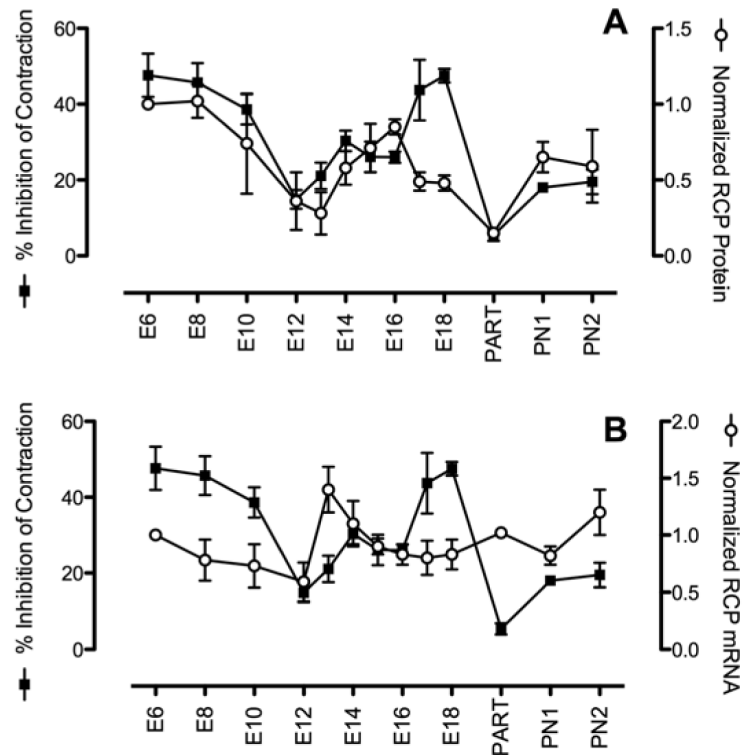 A
60
40
20
0
% Inhibition of Contraction
1.5
1.0
0.5
0.0
Normalized RCP Protein
E6
E8
E10
E12
E14
E16
E18
PART
PN1
PN2
B
60
40
20
0
% Inhibition of Contraction
2.0
1.5
1.0
0.5
0.0
Normalized RCP mRNA
E6
E8
E10
E12
E14
E16
E18
PART
PN1
PN2